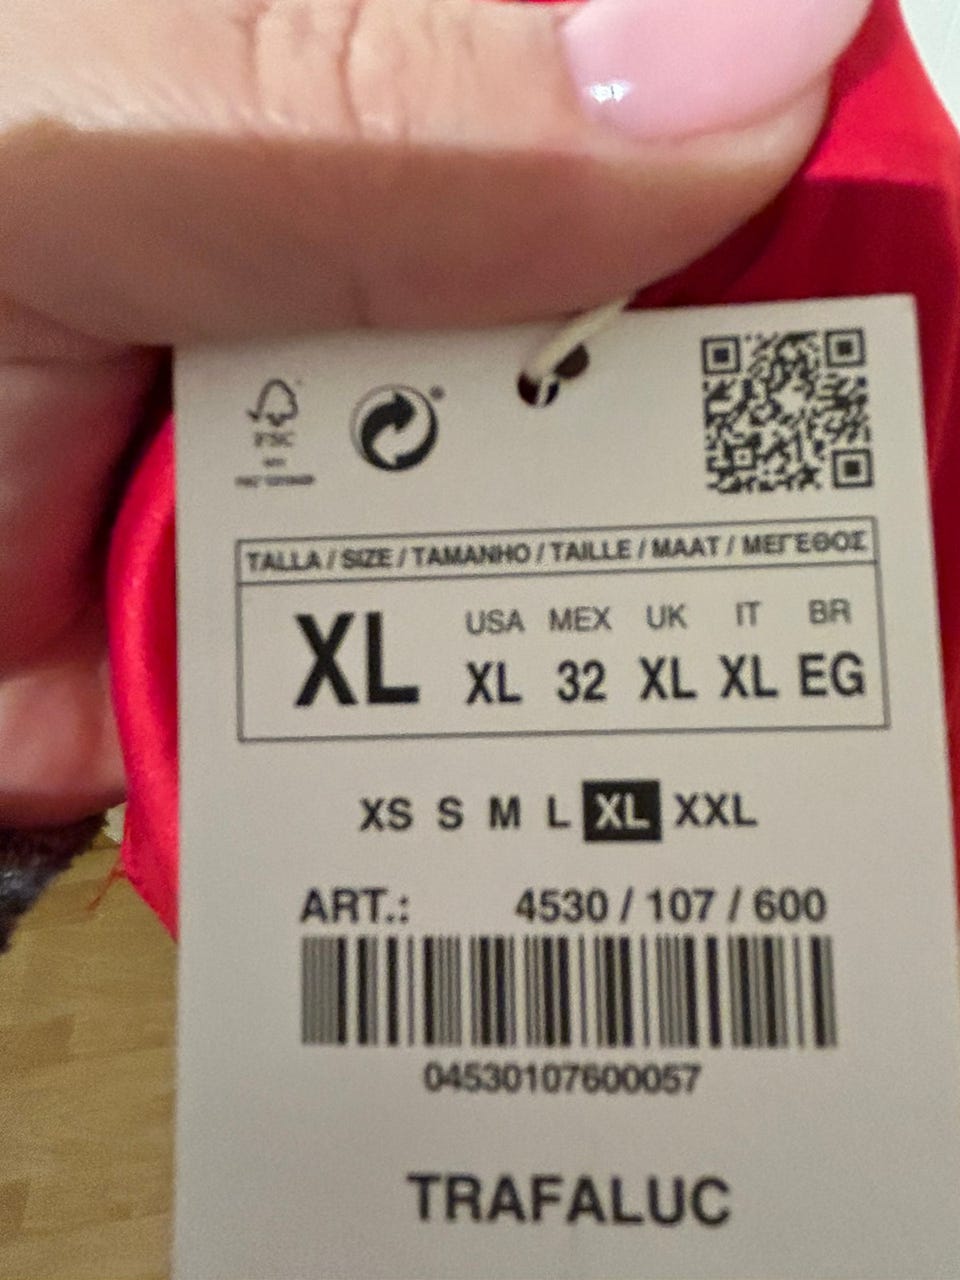 FSC
TALLA / SIZE / TAMANHO / TAILLE / MAAT / ΜΕΓΕΘΟΣ
XL
USA MEX UK IT BR
XL 32 XL XL EG
XS S M L XL XXL
ART.: 4530 / 107 / 600
04530107600057
TRAFALUC